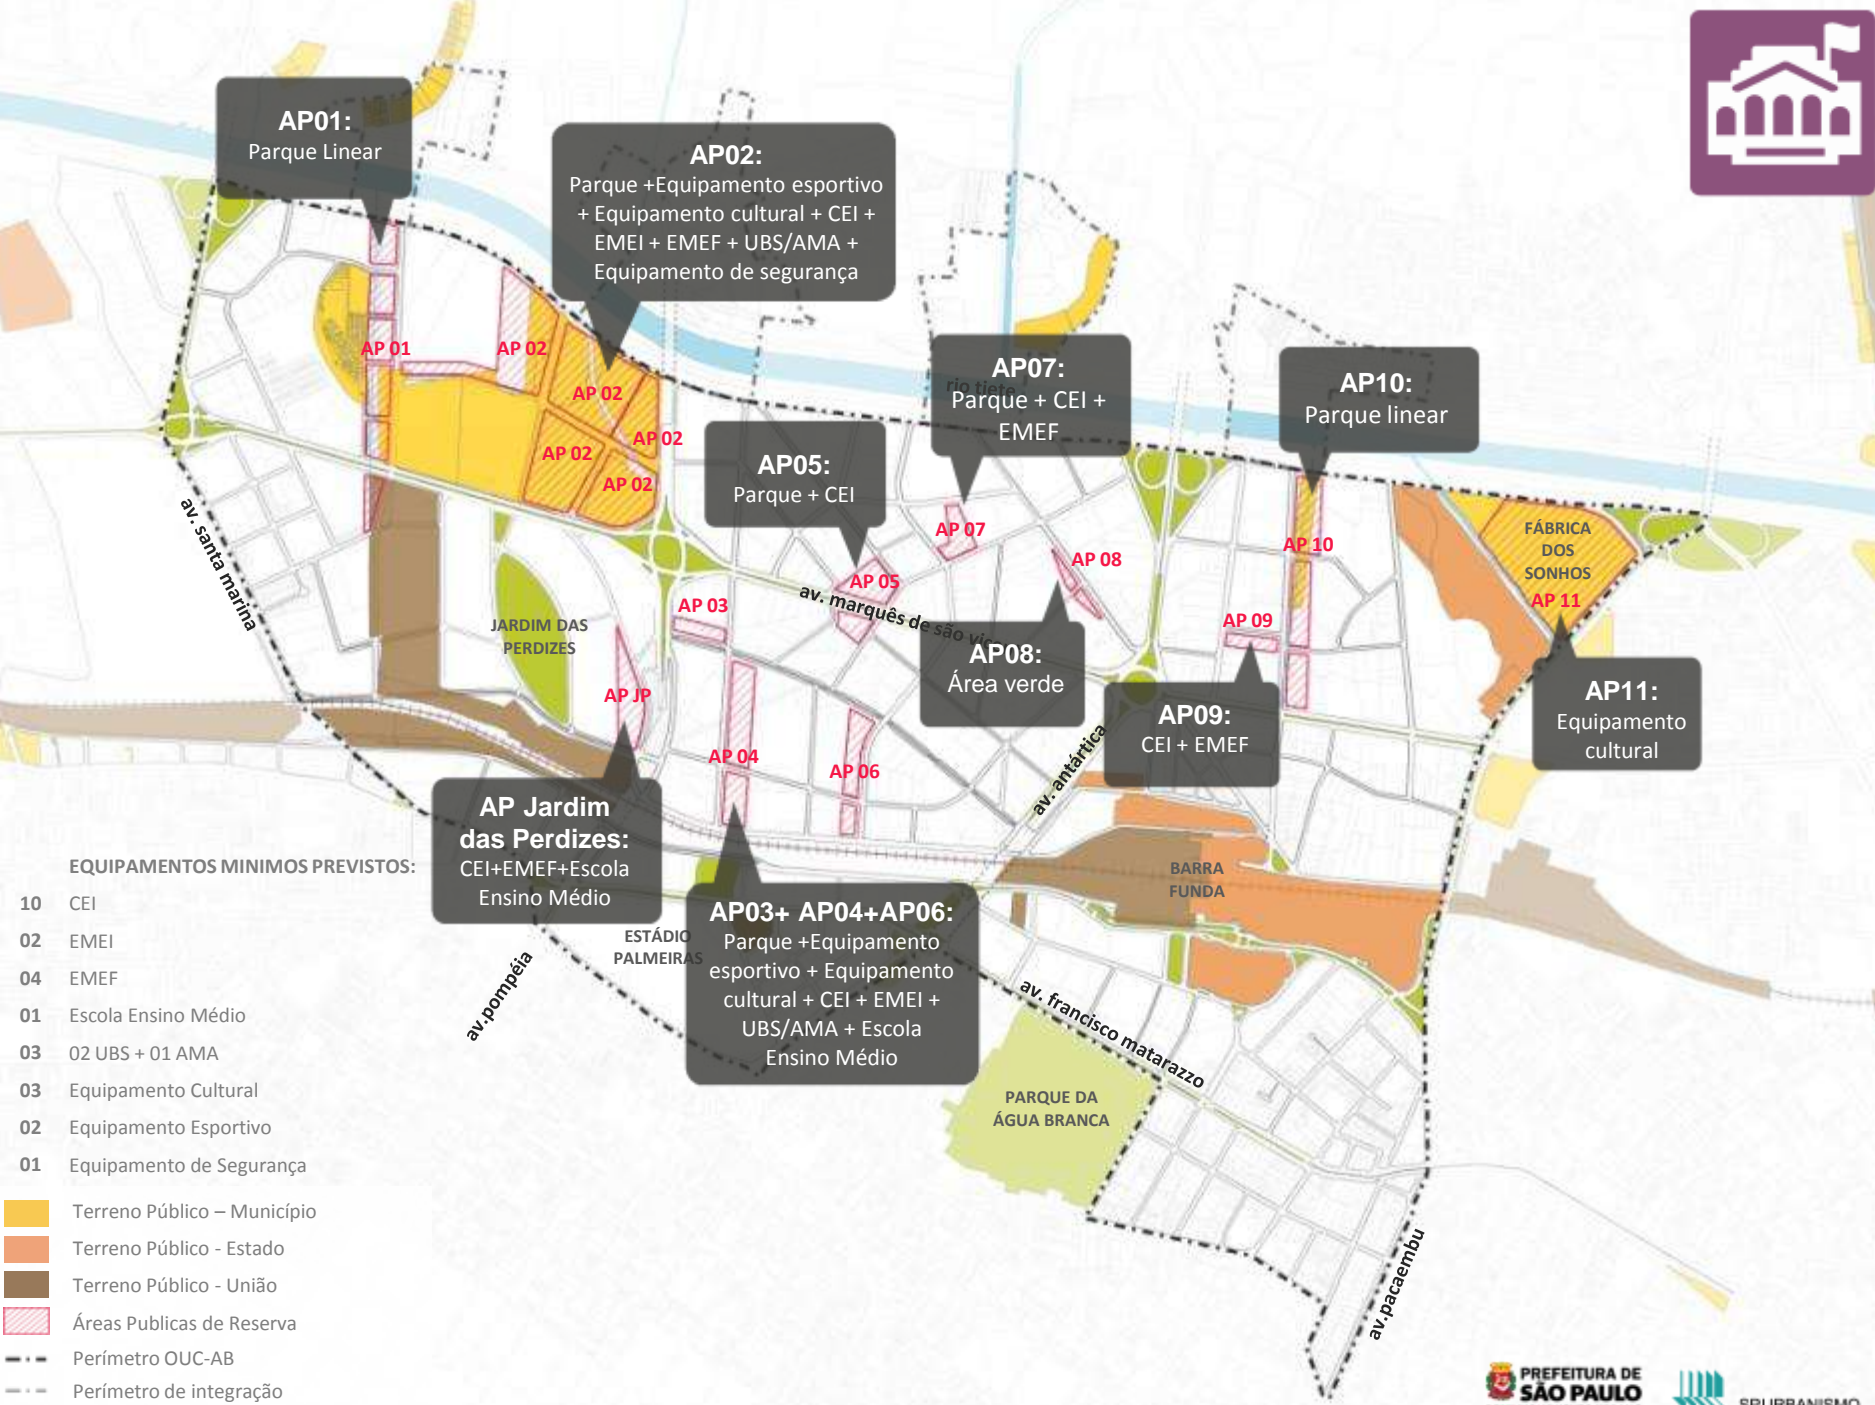 AP01:
Parque Linear
AP02:
Parque +Equipamento esportivo
+ Equipamento cultural + CEI +
EMEI + EMEF + UBS/AMA +
Equipamento de segurança
AP07:
Parque + CEI +
EMEF
rio tiete
AP10:
Parque linear
AP05:
Parque + CEI
AP 01
AP 02
AP 02
AP 02
AP 02
AP 02
AP 07
AP 08
AP 10
AP 05
AP 03
AP 09
FÁBRICA
DOS
SONHOS
AP 11
av. santa marina
JARDIM DAS
PERDIZES
av. marquês de são
AP JP
AP 04
AP 06
AP08:
Área verde
AP09:
CEI + EMEF
AP11:
Equipamento
cultural
av. antártica
AP Jardim
das Perdizes:
CEI+EMEF+Escola
Ensino Médio
AP03+ AP04+AP06:
Parque +Equipamento
esportivo + Equipamento
cultural + CEI + EMEI +
UBS/AMA + Escola
Ensino Médio
BARRA
FUNDA
ESTÁDIO
PALMEIRAS
av.pompéia
av. francisco matarazzo
PARQUE DA
ÁGUA BRANCA
av.pacaembu
EQUIPAMENTOS MINIMOS PREVISTOS:
10 CEI
02 EMEI
04 EMEF
01 Escola Ensino Médio
03 02 UBS + 01 AMA
03 Equipamento Cultural
02 Equipamento Esportivo
01 Equipamento de Segurança
Terreno Público – Município
Terreno Público - Estado
Terreno Público - União
Áreas Publicas de Reserva
Perímetro OUC-AB
Perímetro de integração
PREFEITURA DE
SÃO PAULO
SPURBANISMO